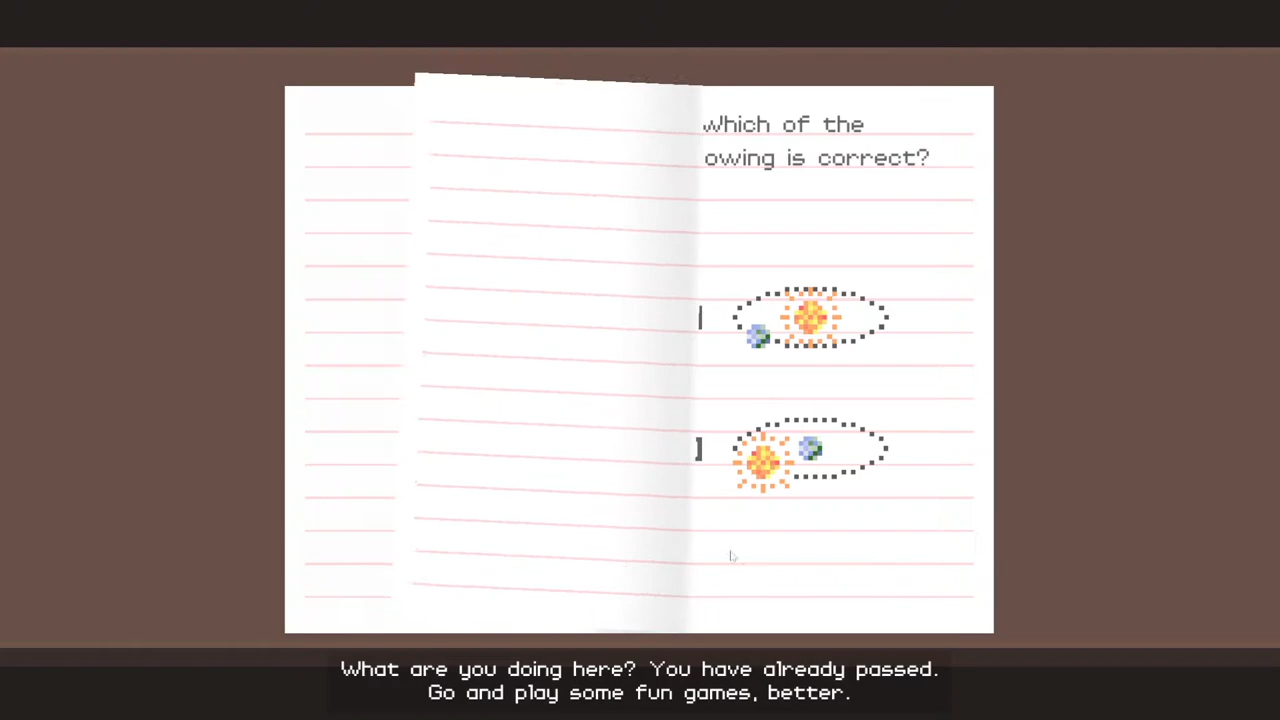 Which of the
owing is correct?
What are you doing here? You have already passed.
Go and play some fun games, better.